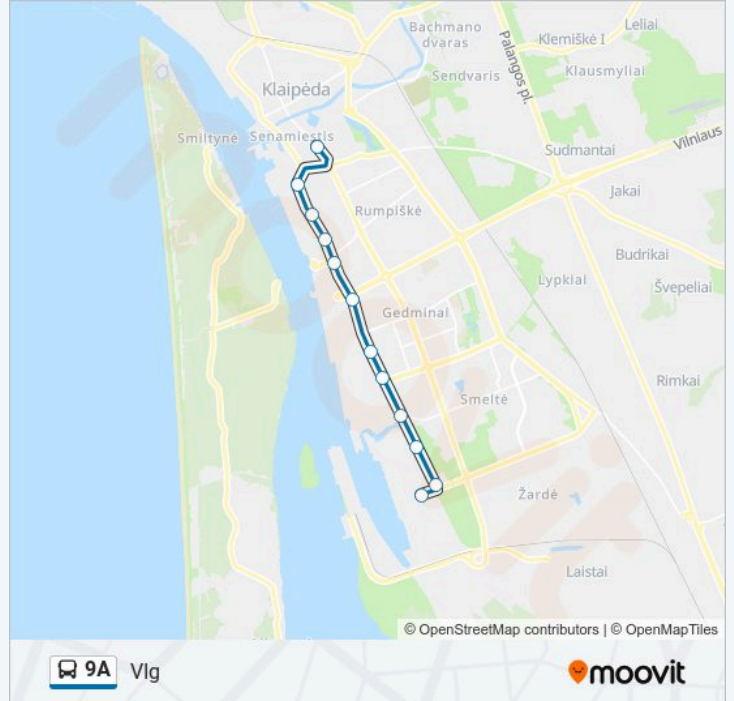 Leliai
Bachmano
dvaras
Klemiškė I
Palangos pl.
Sendvaris
Klausmyliai
Klaipėda
Smiltynė
Senamiestis
Vilniaus
Sudmantai
Jakai
Rumpiškė
Budrikai
Lypkiai
Švepeliai
Gedminai
Rimkai
Smeltė
Žardė
Laistai
© OpenStreetMap contributors | © OpenMapTiles
9A Vlg
moovit